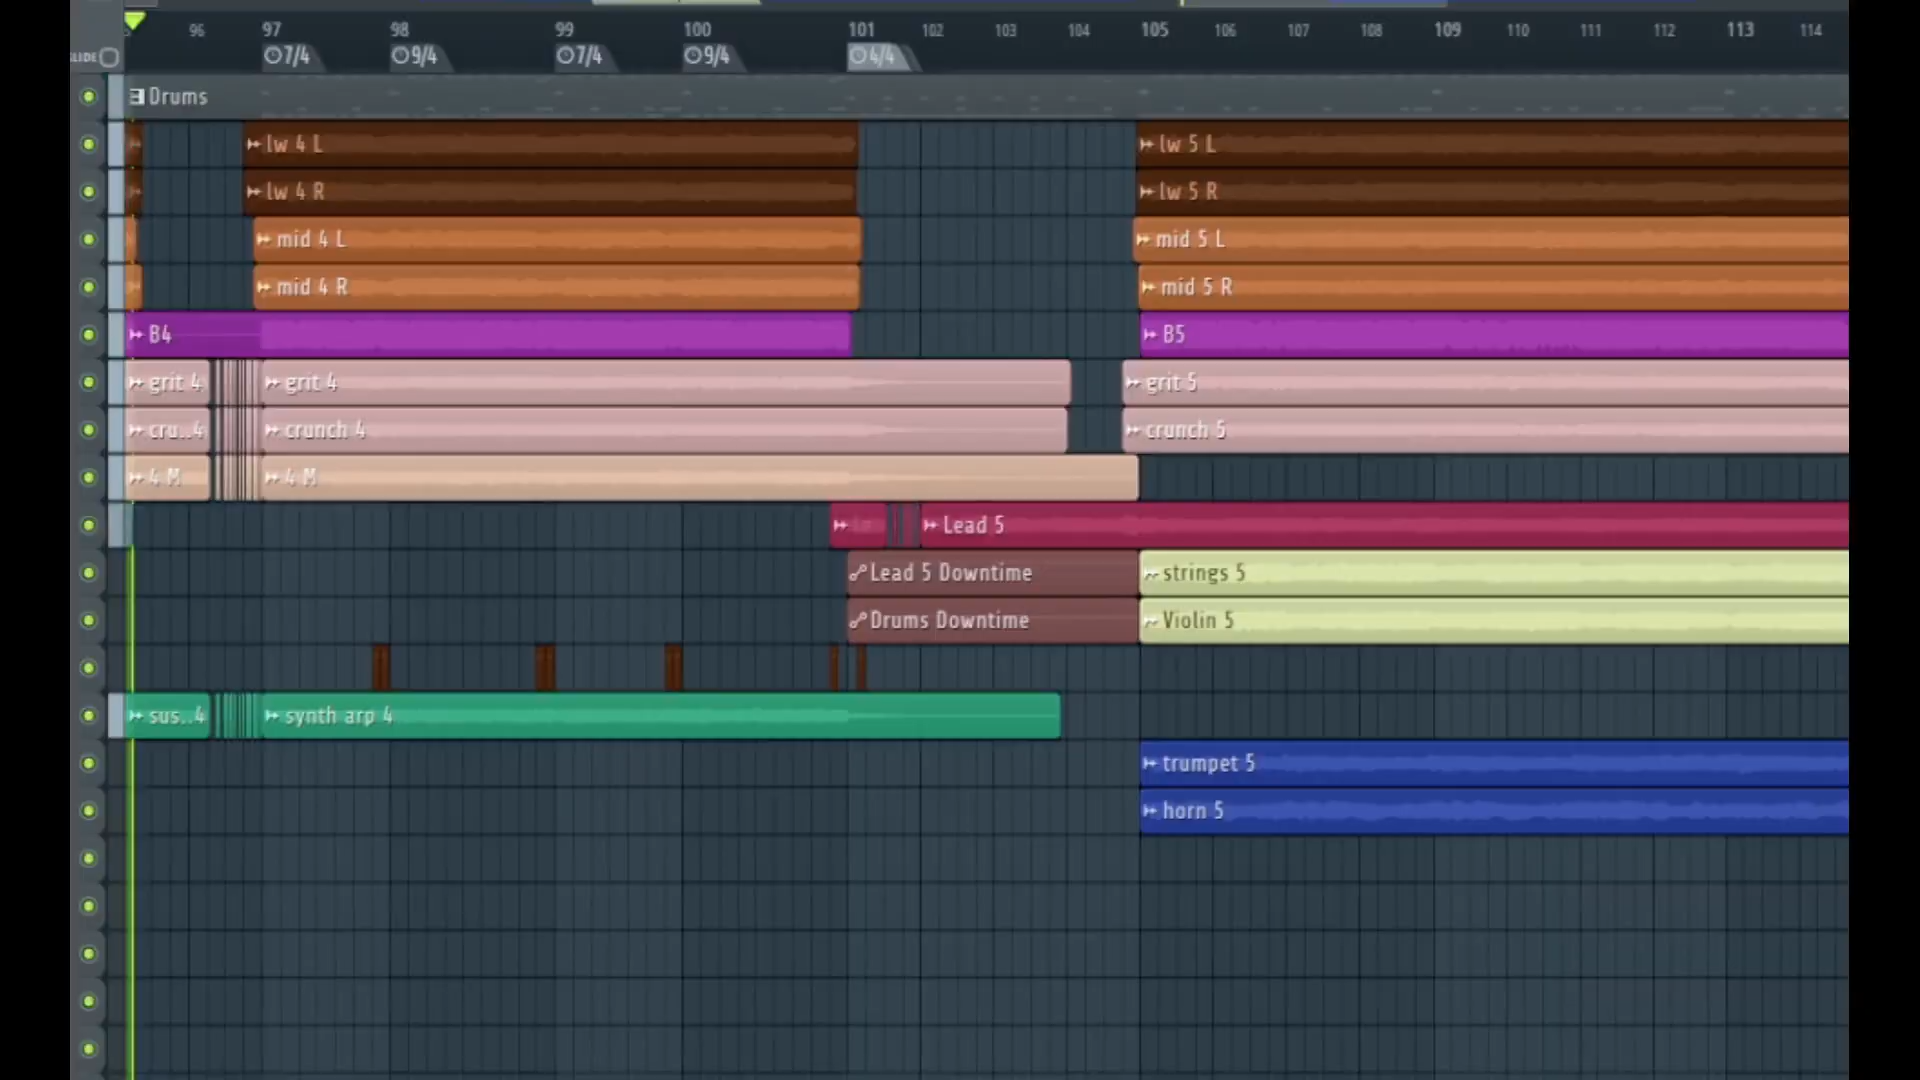 96 97 98 99 100 101 102 103 104 105 106 107 108 109 110 111 112 113 114
7/4 9/4 7/4 9/4 4/4
Drums
lw 4 L lw 5 L
lw 4 R lw 5 R
mid 4 L mid 5 L
mid 4 R mid 5 R
B4 B5
grit 4 grit 4 grit 5
cru..4 crunch 4 crunch 5
4 M 4 M
Lead 5
Lead 5 Downtime strings 5
Drums Downtime Violin 5
sus..4 synth arp 4
trumpet 5
horn 5